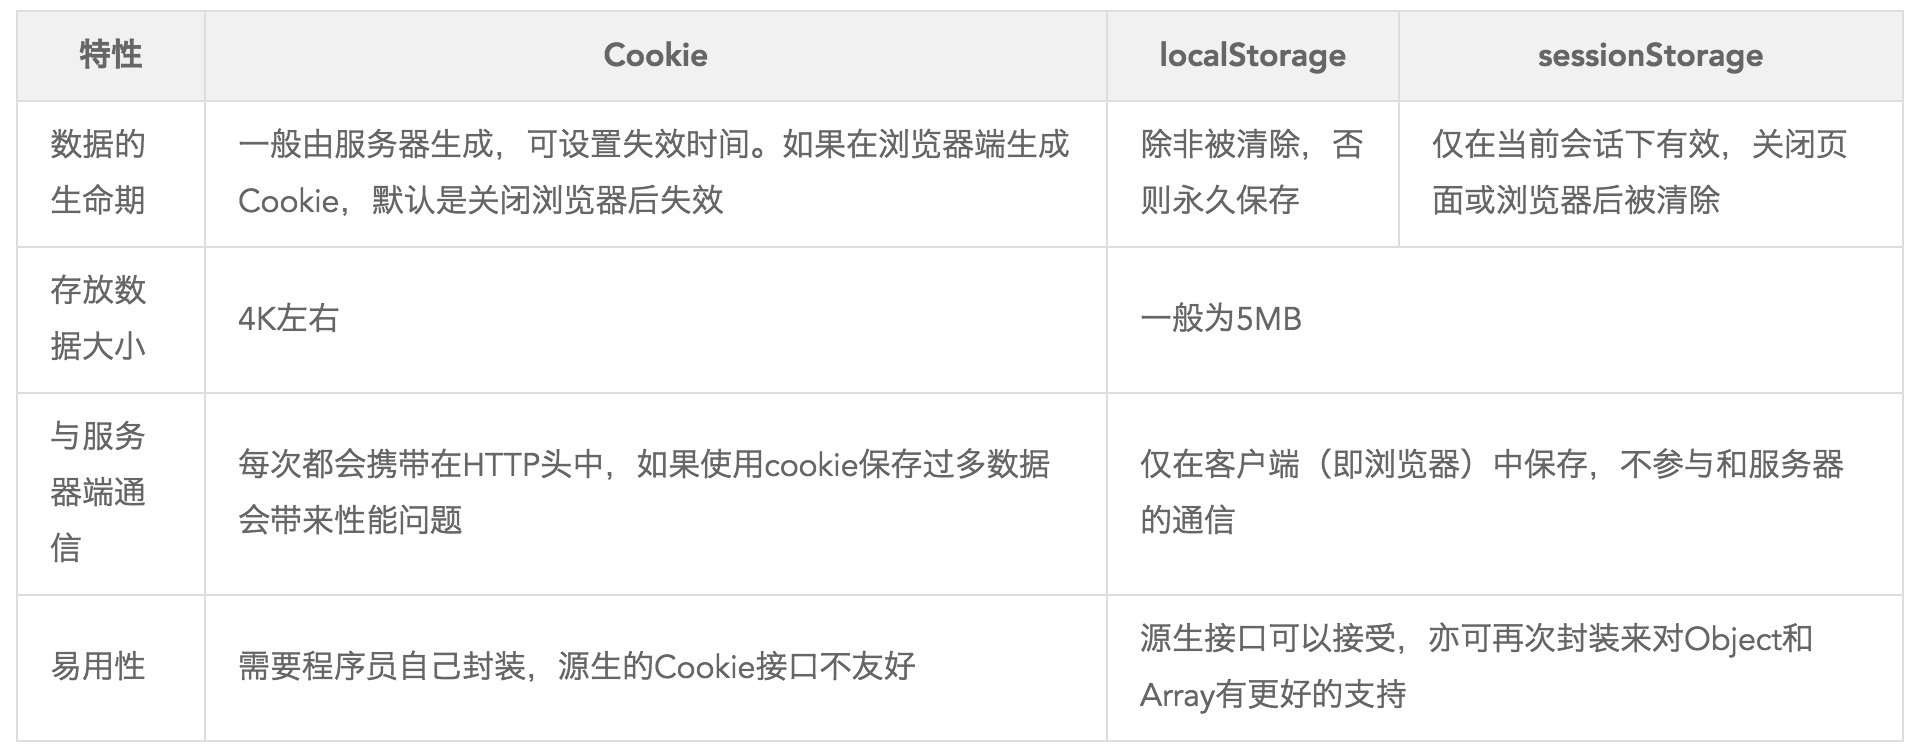 特性
Cookie
localStorage
sessionStorage
数据的
生命期
一般由服务器生成，可设置失效时间。如果在浏览器端生成
Cookie，默认是关闭浏览器后失效
除非被清除，否
则永久保存
仅在当前会话下有效，关闭页
面或浏览器后被清除
存放数
据大小
4K左右
一般为5MB
与服务
器端通
信
每次都会携带在HTTP头中，如果使用cookie保存过多数据
会带来性能问题
仅在客户端（即浏览器）中保存，不参与和服务器
的通信
易用性
需要程序员自己封装，源生的Cookie接口不友好
源生接口可以接受，亦可再次封装来对Object和
Array有更好的支持